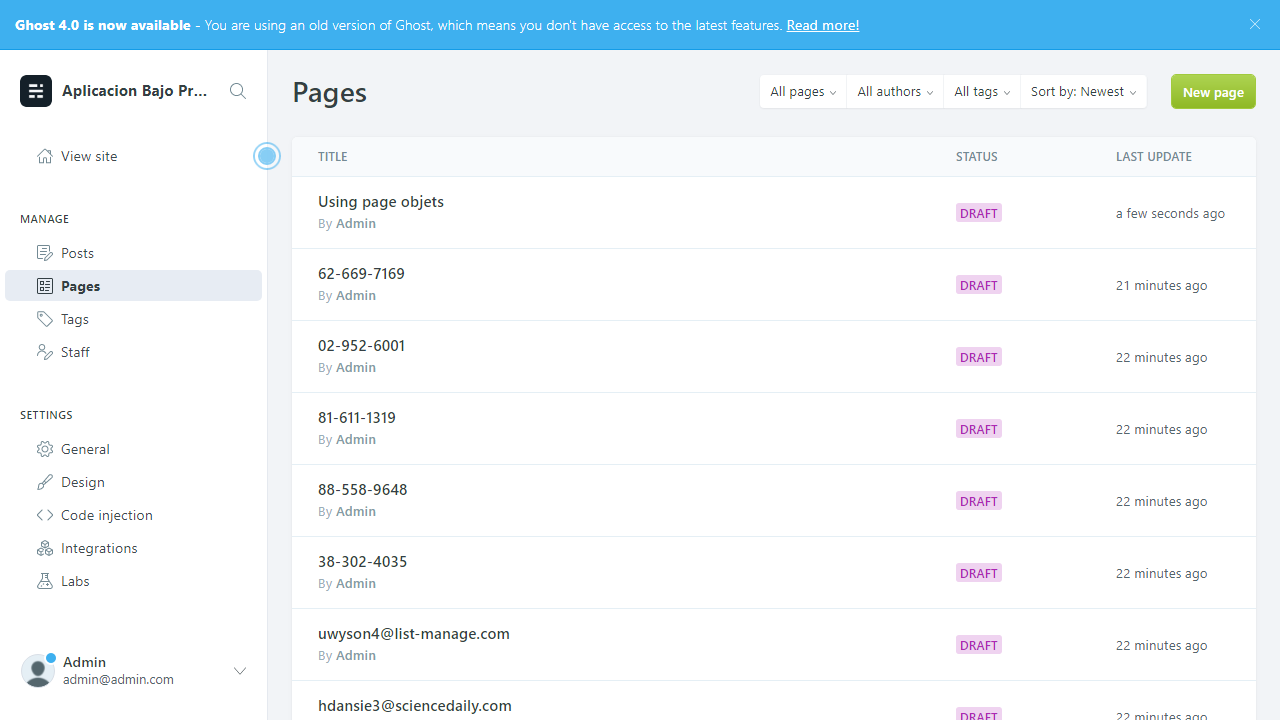 Ghost 4.0 is now available - You are using an old version of Ghost, which means you don't have access to the latest features. Read more!
Aplicacion Bajo Pr...
View site
MANAGE
Posts
Pages
Tags
Staff
SETTINGS
General
Design
Code injection
Integrations
Labs
Admin
admin@admin.com
Pages
All pages
All authors
All tags
Sort by: Newest
New page
TITLE STATUS LAST UPDATE
Using page objets
By Admin
DRAFT
a few seconds ago
62-669-7169
By Admin
DRAFT
21 minutes ago
02-952-6001
By Admin
DRAFT
22 minutes ago
81-611-1319
By Admin
DRAFT
22 minutes ago
88-558-9648
By Admin
DRAFT
22 minutes ago
38-302-4035
By Admin
DRAFT
22 minutes ago
uwyson4@list-manage.com
By Admin
DRAFT
22 minutes ago
hdansie3@sciencedaily.com
DRAFT
22 minutes ago